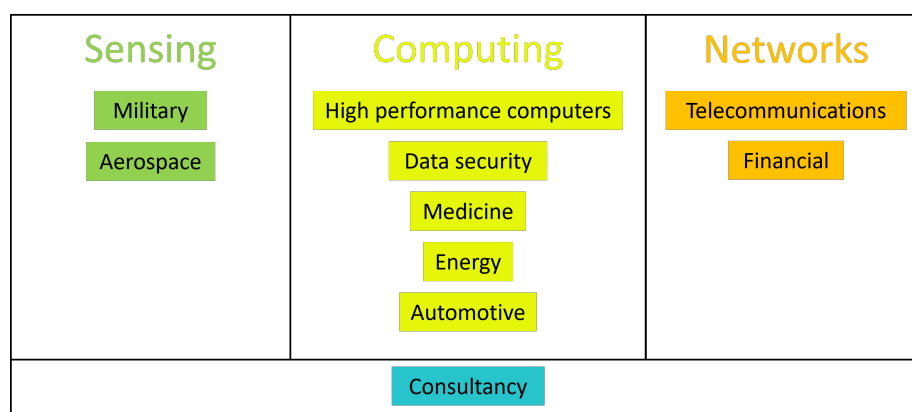 Sensing
Military
Aerospace
Computing
High performance computers
Data security
Medicine
Energy
Automotive
Networks
Telecommunications
Financial
Consultancy